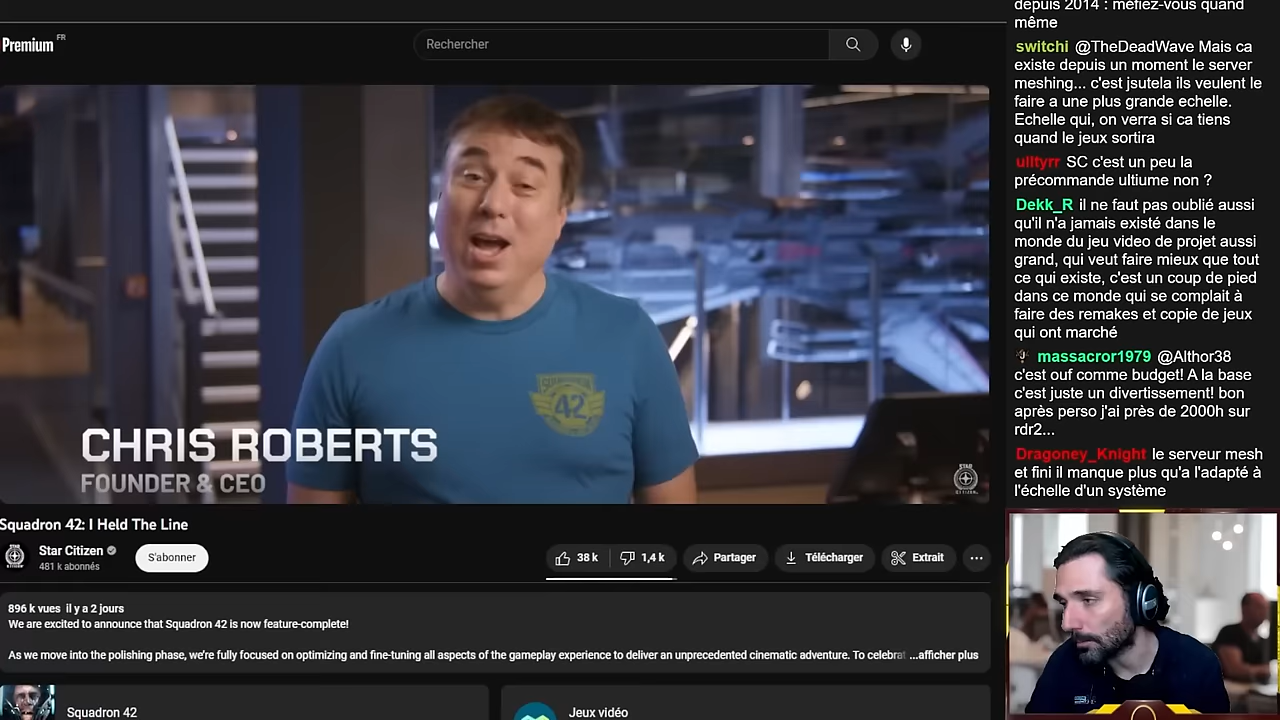 Premium FR
Rechercher
CHRIS ROBERTS
FOUNDER & CEO
SQUADRON
42
STAR
CITIZEN
Squadron 42: I Held The Line
Star Citizen
481 k abonnés
S'abonner
38 k
1,4 k
Partager
Télécharger
Extrait
896 k vues il y a 2 jours
We are excited to announce that Squadron 42 is now feature-complete!
As we move into the polishing phase, we're fully focused on optimizing and fine-tuning all aspects of the gameplay experience to deliver an unprecedented cinematic adventure. To celebrat ...afficher plus
Squadron 42
Jeux vidéo
depuis 2014 : méfiez-vous quand
même
switchi @TheDeadWave Mais ca
existe depuis un moment le server
meshing... c'est jsutela ils veulent le
faire a une plus grande echelle.
Echelle qui, on verra si ca tiens
quand le jeux sortira
ulltyrr SC c'est un peu la
précommande ultiume non ?
Dekk_R il ne faut pas oublié aussi
qu'il n'a jamais existé dans le
monde du jeu video de projet aussi
grand, qui veut faire mieux que tout
ce qui existe, c'est un coup de pied
dans ce monde qui se complait à
faire des remakes et copie de jeux
qui ont marché
massacror1979 @Althor38
c'est ouf comme budget! A la base
c'est juste un divertissement! bon
après perso j'ai près de 2000h sur
rdr2...
Dragoney_Knight le serveur mesh
et fini il manque plus qu'a l'adapté à
l'échelle d'un système